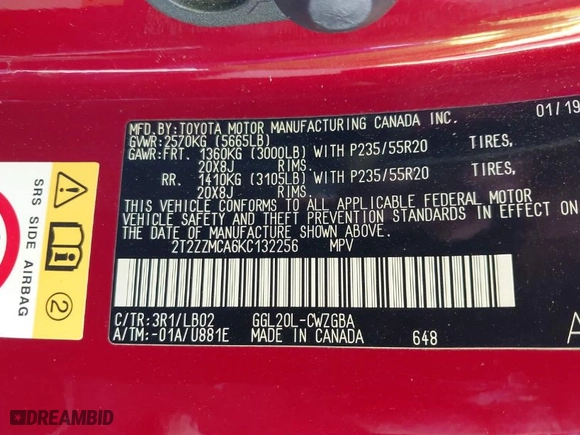 MFD.BY:TOYOTA MOTOR MANUFACTURING CANADA INC. 01/19
GVWR:2570KG (5665LB)
GAWR:FRT. 1360KG (3000LB) WITH P235/55R20 TIRES,
20X8J RIMS,
RR. 1410KG (3105LB) WITH P235/55R20 TIRES,
20X8J RIMS.
THIS VEHICLE CONFORMS TO ALL APPLICABLE FEDERAL MOTOR
VEHICLE SAFETY AND THEFT PREVENTION STANDARDS IN EFFECT ON
THE DATE OF MANUFACTURE SHOWN ABOVE.
2T2ZZMCA6KC132256 MPV
C/TR:3R1/LB02 GGL20L-CWZGBA
A/TM:-01A/U881E MADE IN CANADA 648
A
SRS SIDE AIRBAG
2
DREAMBID